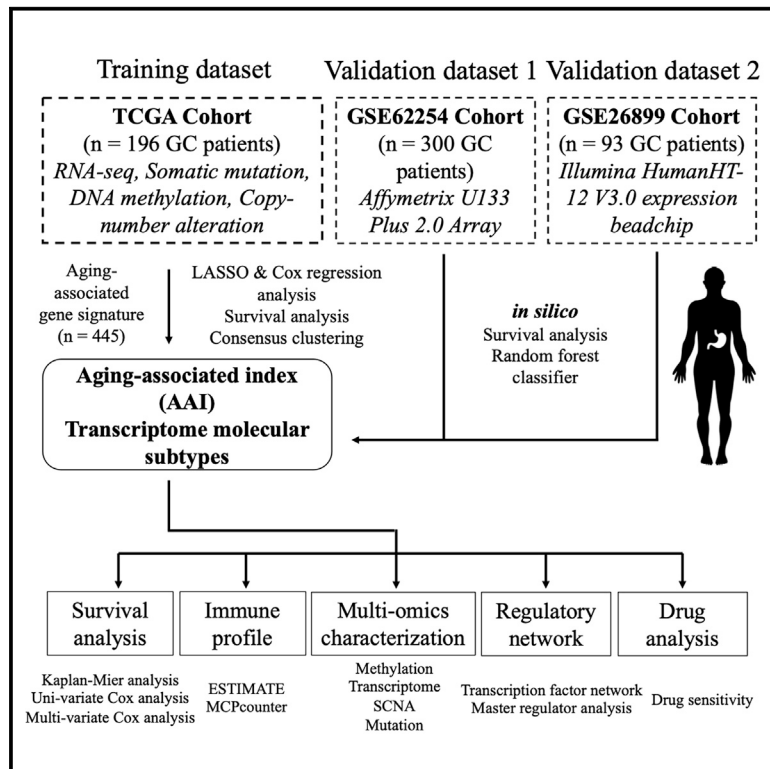 Training dataset
Validation dataset 1
Validation dataset 2
TCGA Cohort
(n = 196 GC patients)
RNA-seq, Somatic mutation,
DNA methylation, Copy-
number alteration
GSE62254 Cohort
(n = 300 GC
patients)
Affymetrix U133
Plus 2.0 Array
GSE26899 Cohort
(n = 93 GC patients)
Illumina HumanHT-
12 V3.0 expression
beadchip
Aging-
associated
gene signature
(n = 445)
LASSO & Cox regression
analysis
Survival analysis
Consensus clustering
in silico
Survival analysis
Random forest
classifier
Aging-associated index
(AAI)
Transcriptome molecular
subtypes
Survival
analysis
Immune
profile
Multi-omics
characterization
Regulatory
network
Drug
analysis
Kaplan-Mier analysis
Uni-variate Cox analysis
Multi-variate Cox analysis
ESTIMATE
MCPcounter
Methylation
Transcriptome
SCNA
Mutation
Transcription factor network
Master regulator analysis
Drug sensitivity